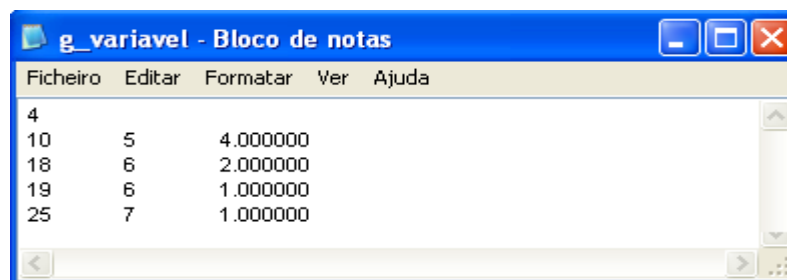 g_variavel - Bloco de notas
Ficheiro Editar Formatar Ver Ajuda
4
10 5 4.000000
18 6 2.000000
19 6 1.000000
25 7 1.000000